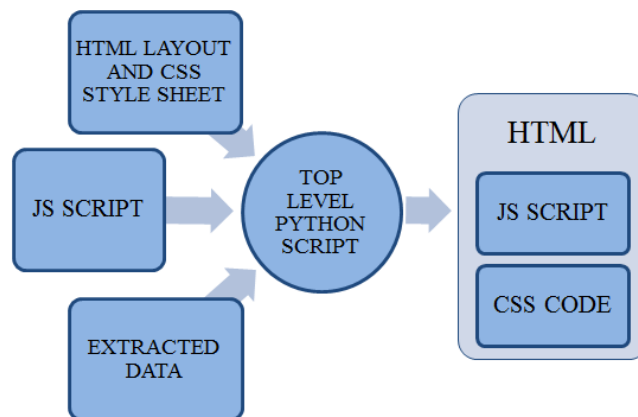 HTML LAYOUT
AND CSS
STYLE SHEET
JS SCRIPT
EXTRACTED
DATA
TOP
LEVEL
PYTHON
SCRIPT
HTML
JS SCRIPT
CSS CODE